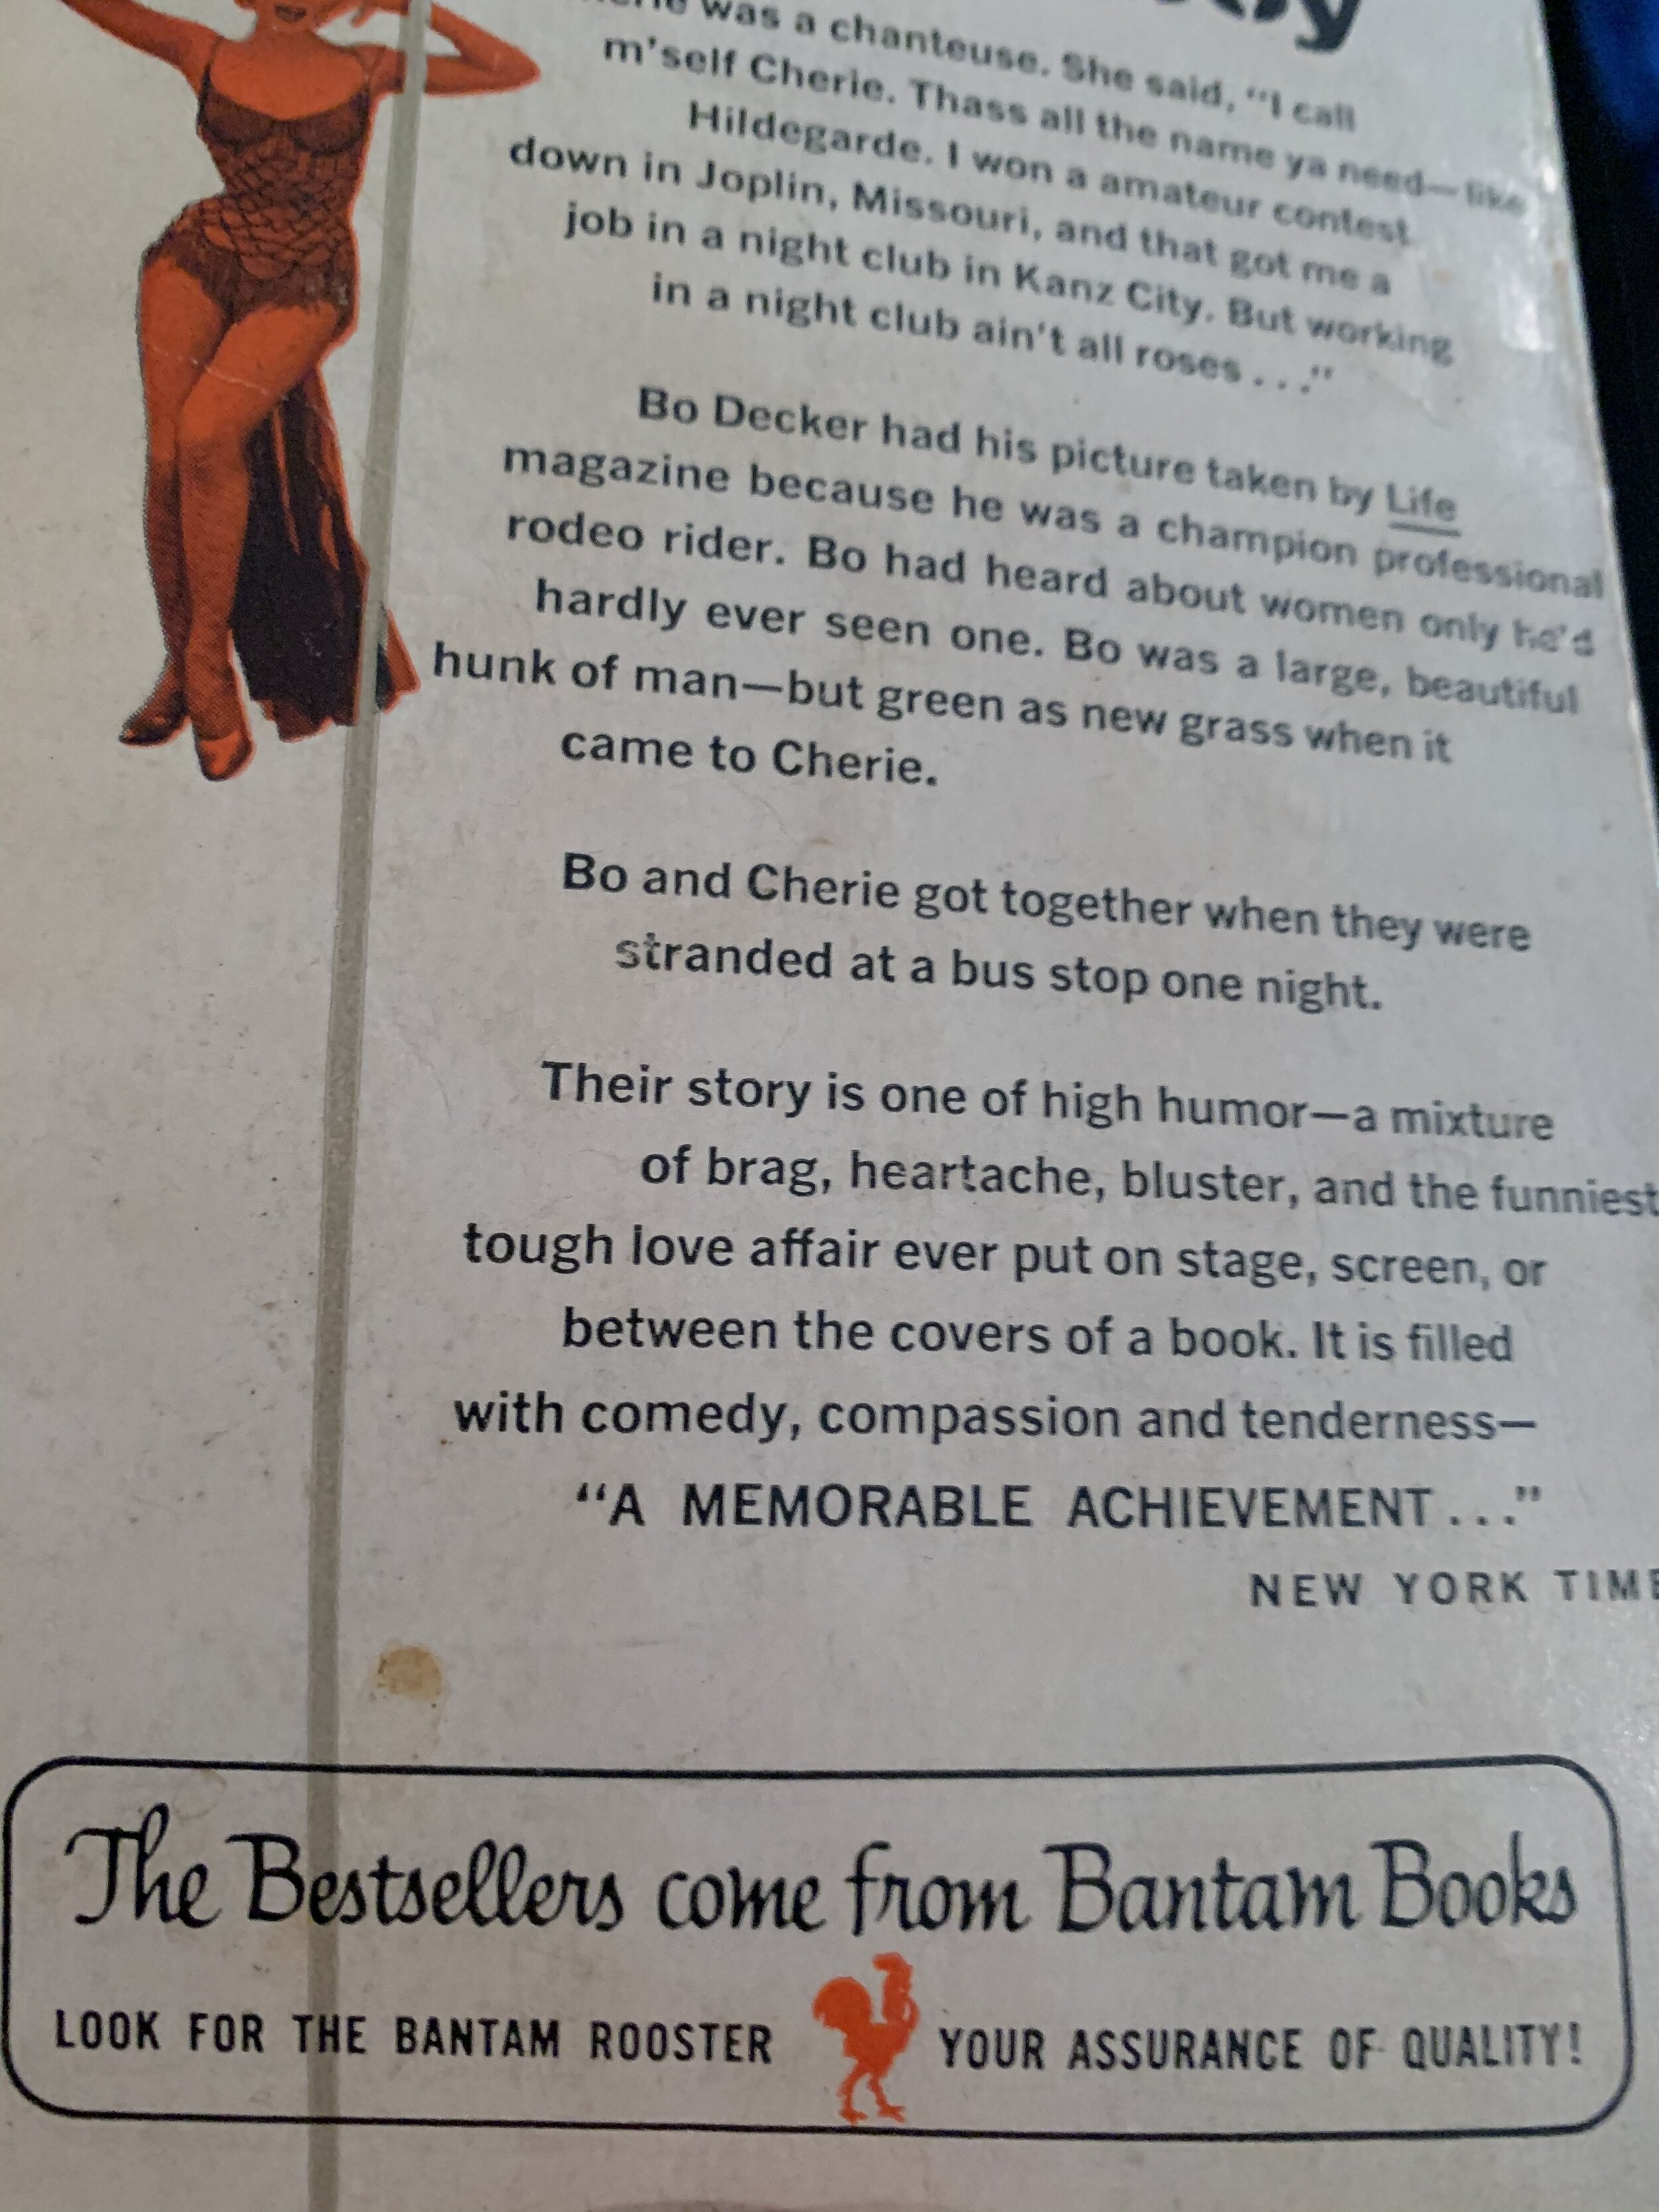 was a chanteuse. She said, “I call
m'self Cherie. Thass all the name ya need—like
Hildegarde. I won a amateur contest
down in Joplin, Missouri, and that got me a
job in a night club in Kanz City. But working
in a night club ain't all roses . . .”
Bo Decker had his picture taken by Life
magazine because he was a champion professional
rodeo rider. Bo had heard about women only he'd
hardly ever seen one. Bo was a large, beautiful
hunk of man—but green as new grass when it
came to Cherie.
Bo and Cherie got together when they were
stranded at a bus stop one night.
Their story is one of high humor—a mixture
of brag, heartache, bluster, and the funniest
tough love affair ever put on stage, screen, or
between the covers of a book. It is filled
with comedy, compassion and tenderness—
“A MEMORABLE ACHIEVEMENT . . .”
NEW YORK TIME
The Bestsellers come from Bantam Books
LOOK FOR THE BANTAM ROOSTER YOUR ASSURANCE OF QUALITY!